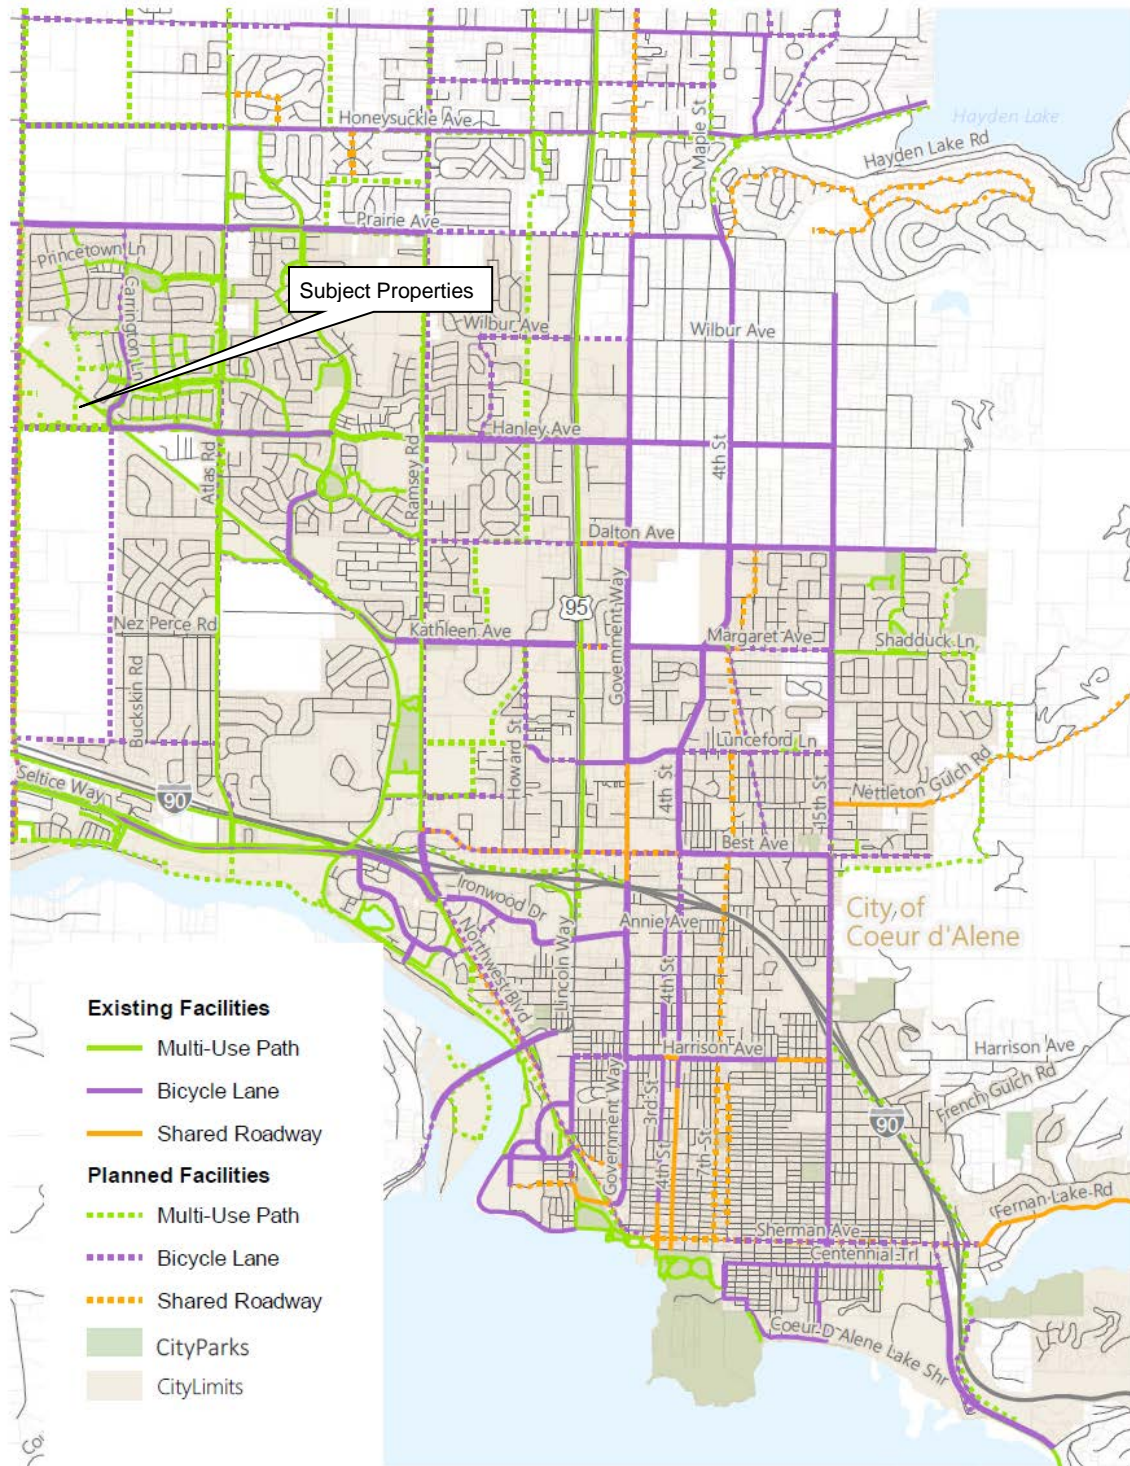 Honeysuckle Ave
Maple St
Hayden Lake
Hayden Lake Rd
Prairie Ave
Princetown Ln
Carrington Ln
Subject Properties
Wilbur Ave
Wilbur Ave
Hanley Ave
Atlas Rd
Ramsey Rd
4th St
Dalton Ave
95
Government Way
Nez Perce Rd
Kathleen Ave
Margaret Ave
Shadduck Ln
Buckskin Rd
Howard St
Lunceford Ln
Seltice Way
90
4th St
15th St
Nettleton Gulch Rd
Best Ave
Ironwood Dr
Annie Ave
City of
Coeur d'Alene
Northwest Blvd
Lincoln Way
4th St
Harrison Ave
Harrison Ave
French Gulch Rd
Government Way
3rd St
90
4th St
7th St
Fernan Lake Rd
Sherman Ave
Centennial Trl
Coeur D'Alene Lake Shr
Existing Facilities
Multi-Use Path
Bicycle Lane
Shared Roadway
Planned Facilities
Multi-Use Path
Bicycle Lane
Shared Roadway
CityParks
CityLimits